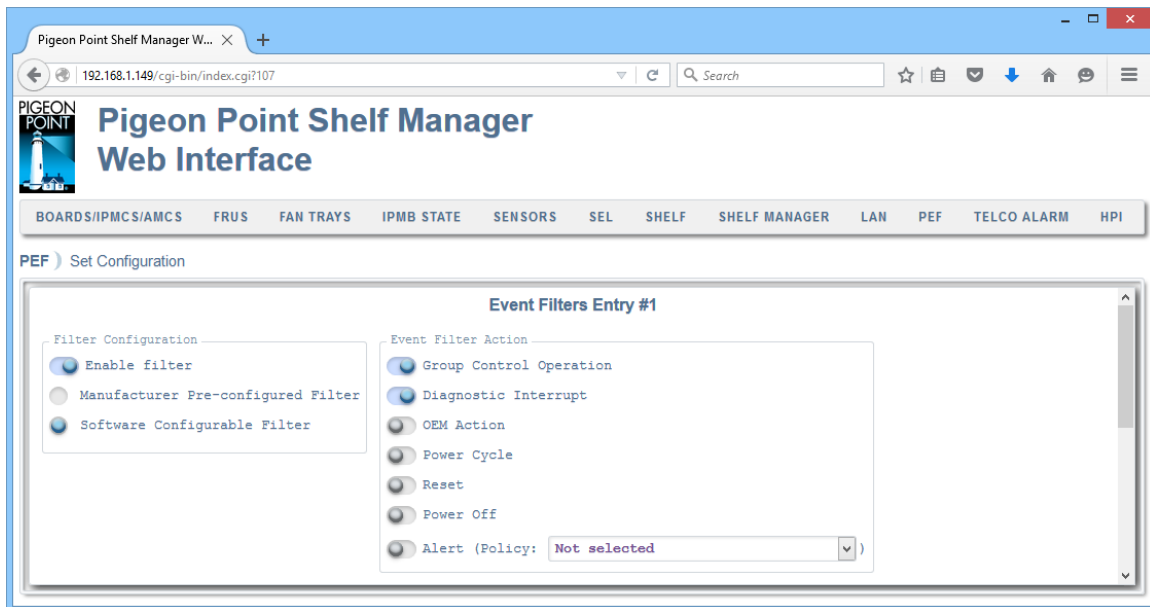 Pigeon Point Shelf Manager W...
192.168.1.149/cgi-bin/index.cgi?107
Search
PIGEON
POINT
Pigeon Point Shelf Manager
Web Interface
BOARDS/IPMCS/AMCS FRUS FAN TRAYS IPMB STATE SENSORS SEL SHELF SHELF MANAGER LAN PEF TELCO ALARM HPI
PEF ) Set Configuration
Event Filters Entry #1
Filter Configuration
Enable filter
Manufacturer Pre-configured Filter
Software Configurable Filter
Event Filter Action
Group Control Operation
Diagnostic Interrupt
OEM Action
Power Cycle
Reset
Power Off
Alert (Policy: Not selected )